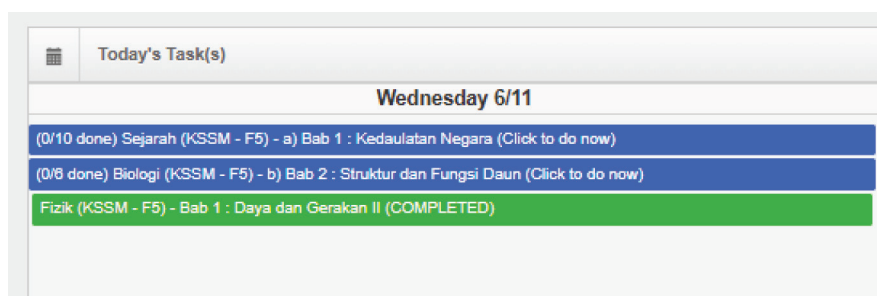 Today's Task(s)
Wednesday 6/11
(0/10 done) Sejarah (KSSM - F5) - a) Bab 1 : Kedaulatan Negara (Click to do now)
(0/6 done) Biologi (KSSM - F5) - b) Bab 2 : Struktur dan Fungsi Daun (Click to do now)
Fizik (KSSM - F5) - Bab 1 : Daya dan Gerakan II (COMPLETED)